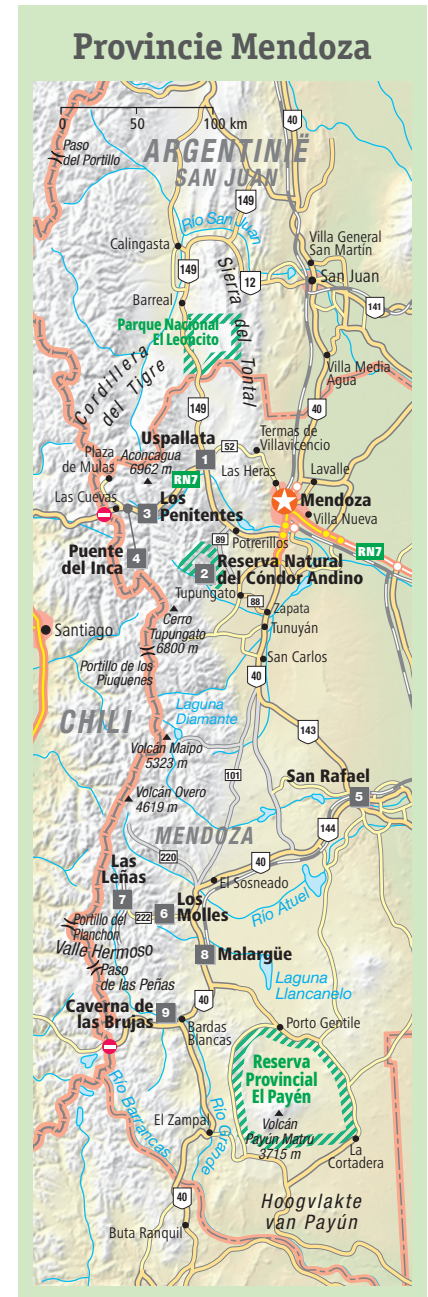 Provincie Mendoza
0 50 100 km
40
Paso
del Portillo
ARGENTINIË
SAN JUAN
149
Río San Juan
Villa General
San Martín
Calingasta
149
Sierra del Tontal
12
San Juan
Barreal
141
Parque Nacional
El Leoncito
Villa Media
Agua
Cordillera
del Tigre
149
40
Uspallata
1
52
Termas de
Villavicencio
Plaza
de Mulas
Aconcagua
6962 m
RN7
Las Heras
Lavalle
Las Cuevas
3
Los
Penitentes
Mendoza
Villa Nueva
89
Potrerillos
RN7
Puente
del Inca
4
2
Reserva Natural
del Cóndor Andino
Tupungato
88
Zapata
Cerro
Tupungato
6800 m
Santiago
Tunuyán
Portillo de los
Piuquenes
San Carlos
40
CHILI
Laguna
Diamante
143
Volcán Maipo
5323 m
101
San Rafael
5
Volcán Overo
4619 m
144
MENDOZA
220
40
Las
Leñas
El Sosneado
7
Los
Molles
6
222
Río Atuel
Portillo del
Planchon
Valle Hermoso
8
Malargüe
Paso
de las Peñas
Laguna
Llancanelo
Caverna de
las Brujas
9
40
Bardas
Blancas
Porto Gentile
Reserva
Provincial
El Payén
Río Barrancas
Río Grande
El Zampal
Volcán
Payún Matru
3715 m
La
Cortadera
40
Hoogvlakte
van Payún
Buta Ranquil